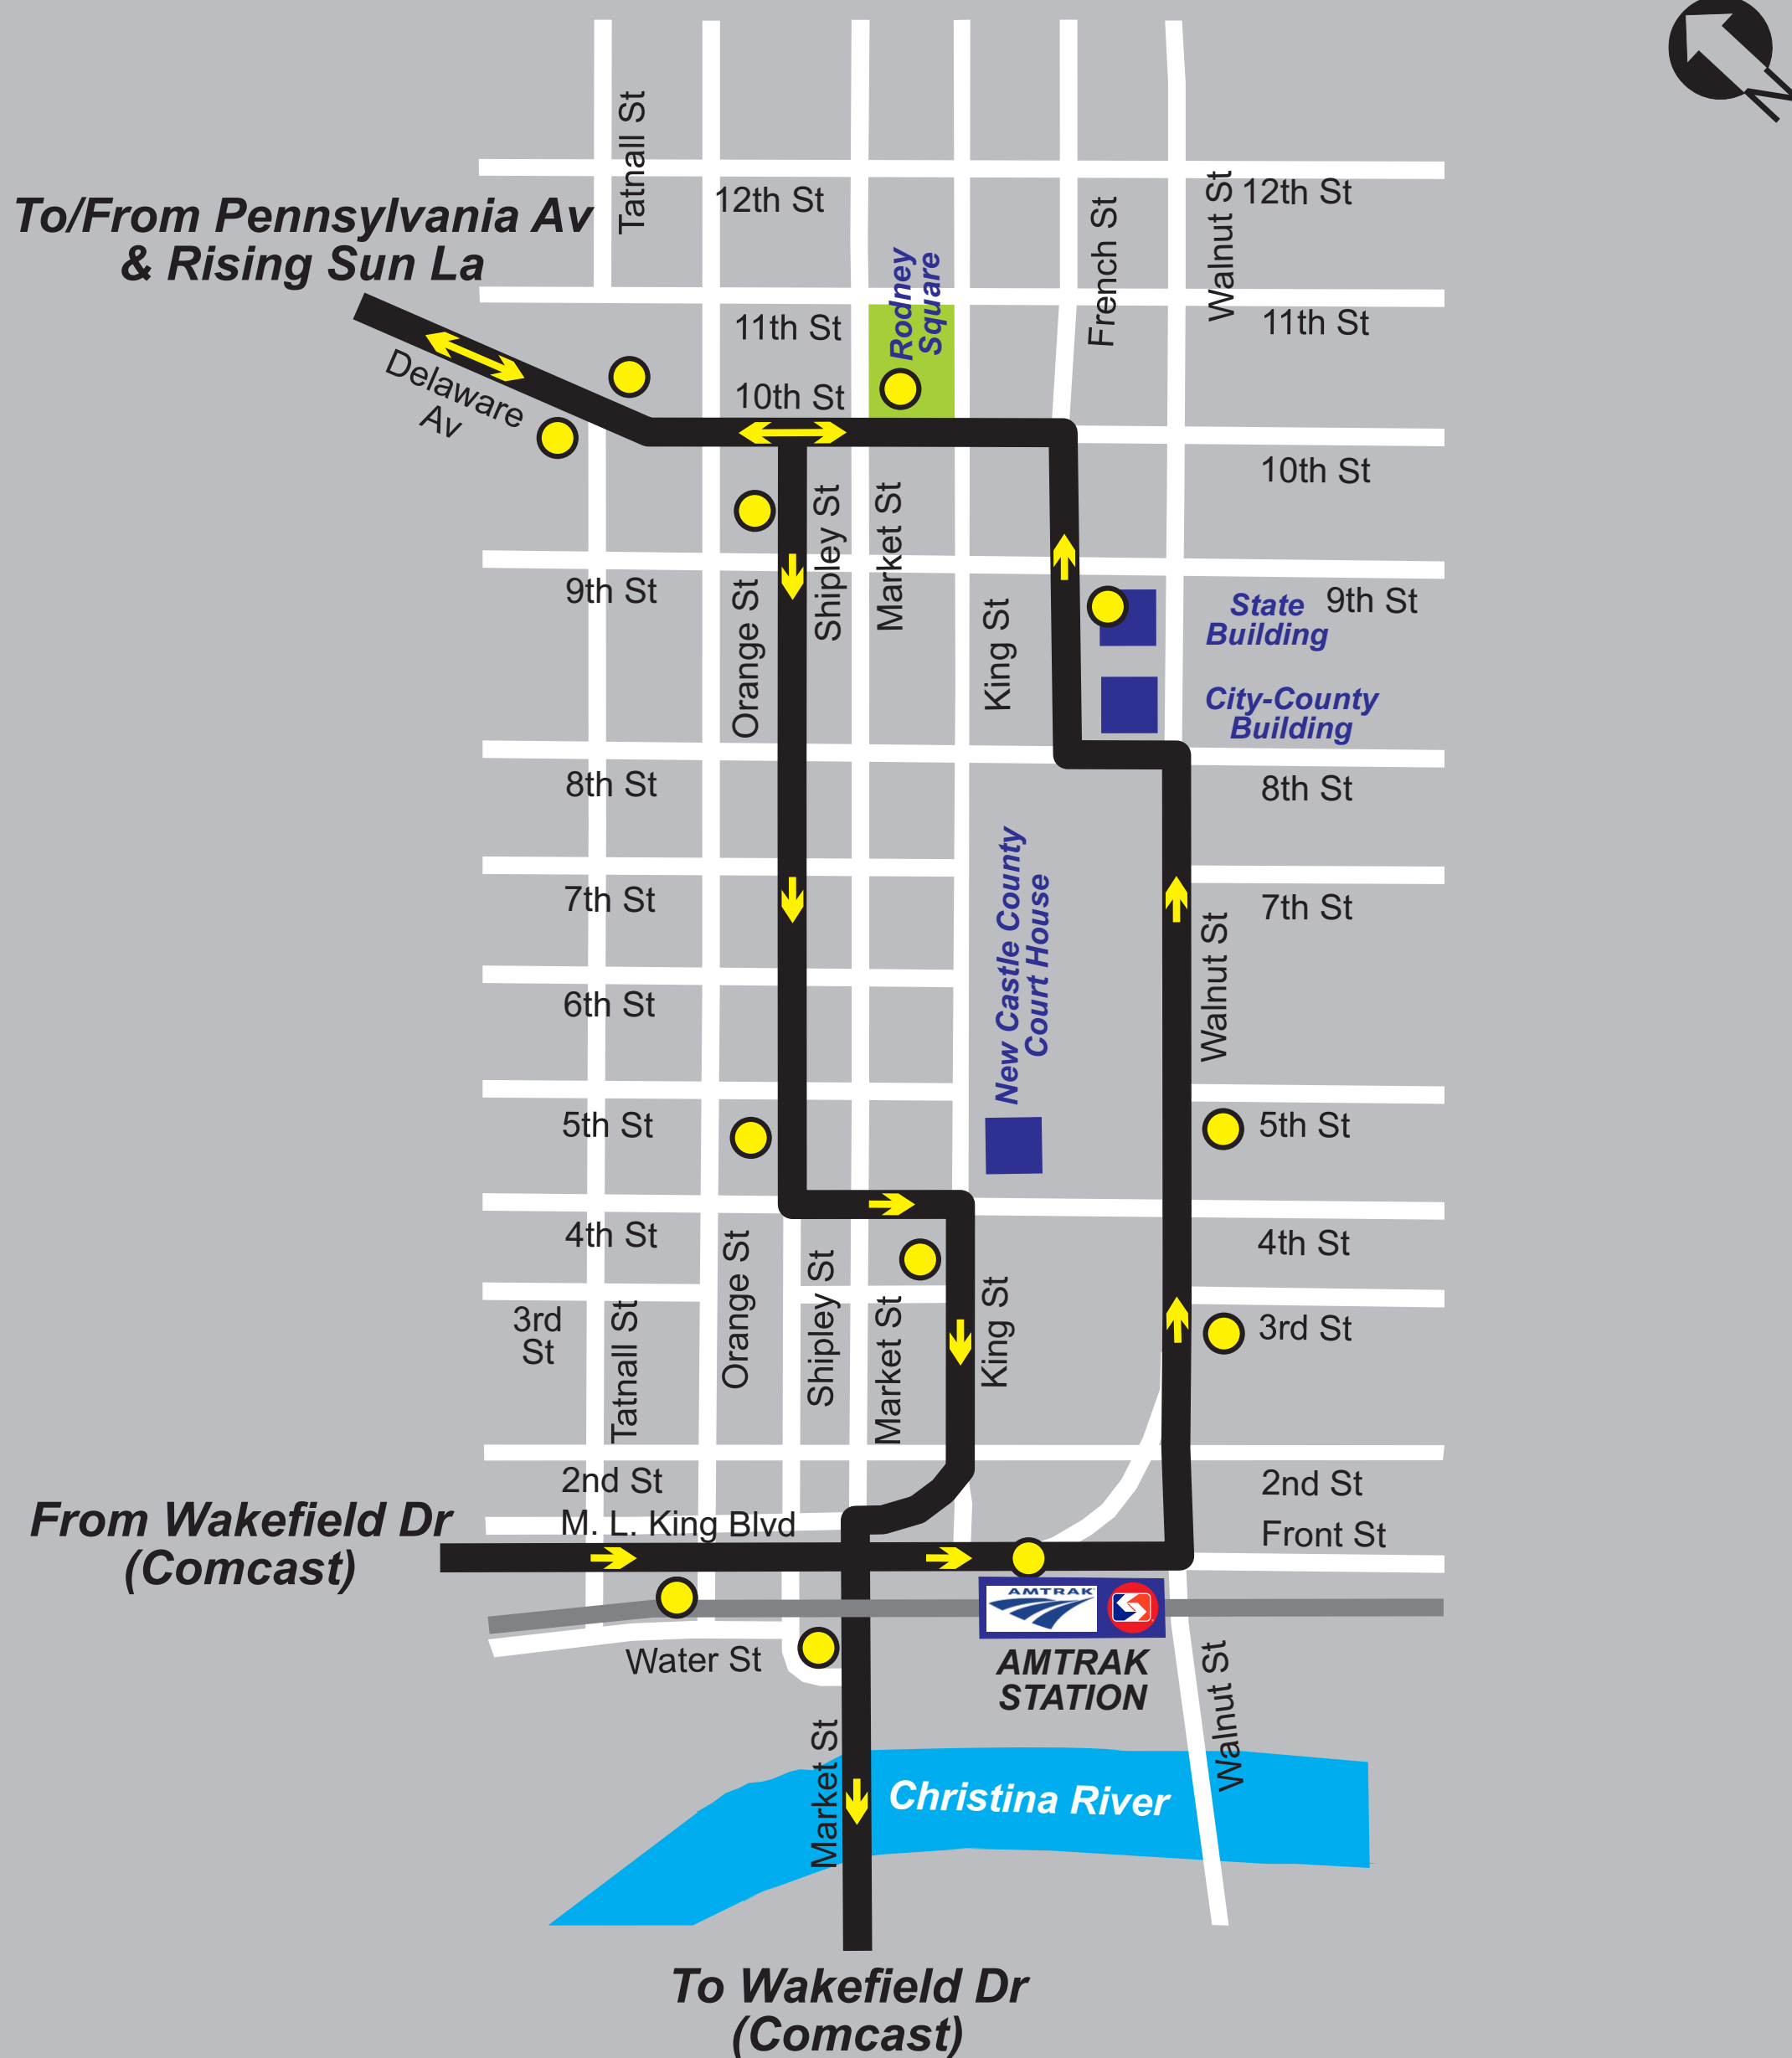 N
Tatnall St
12th St
Walnut St
12th St
To/From Pennsylvania Av
& Rising Sun La
French St
Rodney
Square
11th St
11th St
Delaware
Av
10th St
10th St
Shipley St
Market St
9th St
Orange St
King St
State
Building
9th St
City-County
Building
8th St
8th St
New Castle County
Court House
7th St
7th St
Walnut St
6th St
5th St
5th St
4th St
Orange St
Shipley St
4th St
3rd
St
Tatnall St
Market St
King St
3rd St
2nd St
2nd St
From Wakefield Dr
(Comcast)
M. L. King Blvd
Front St
AMTRAK
Water St
AMTRAK
STATION
Walnut St
Market St
Christina River
To Wakefield Dr
(Comcast)